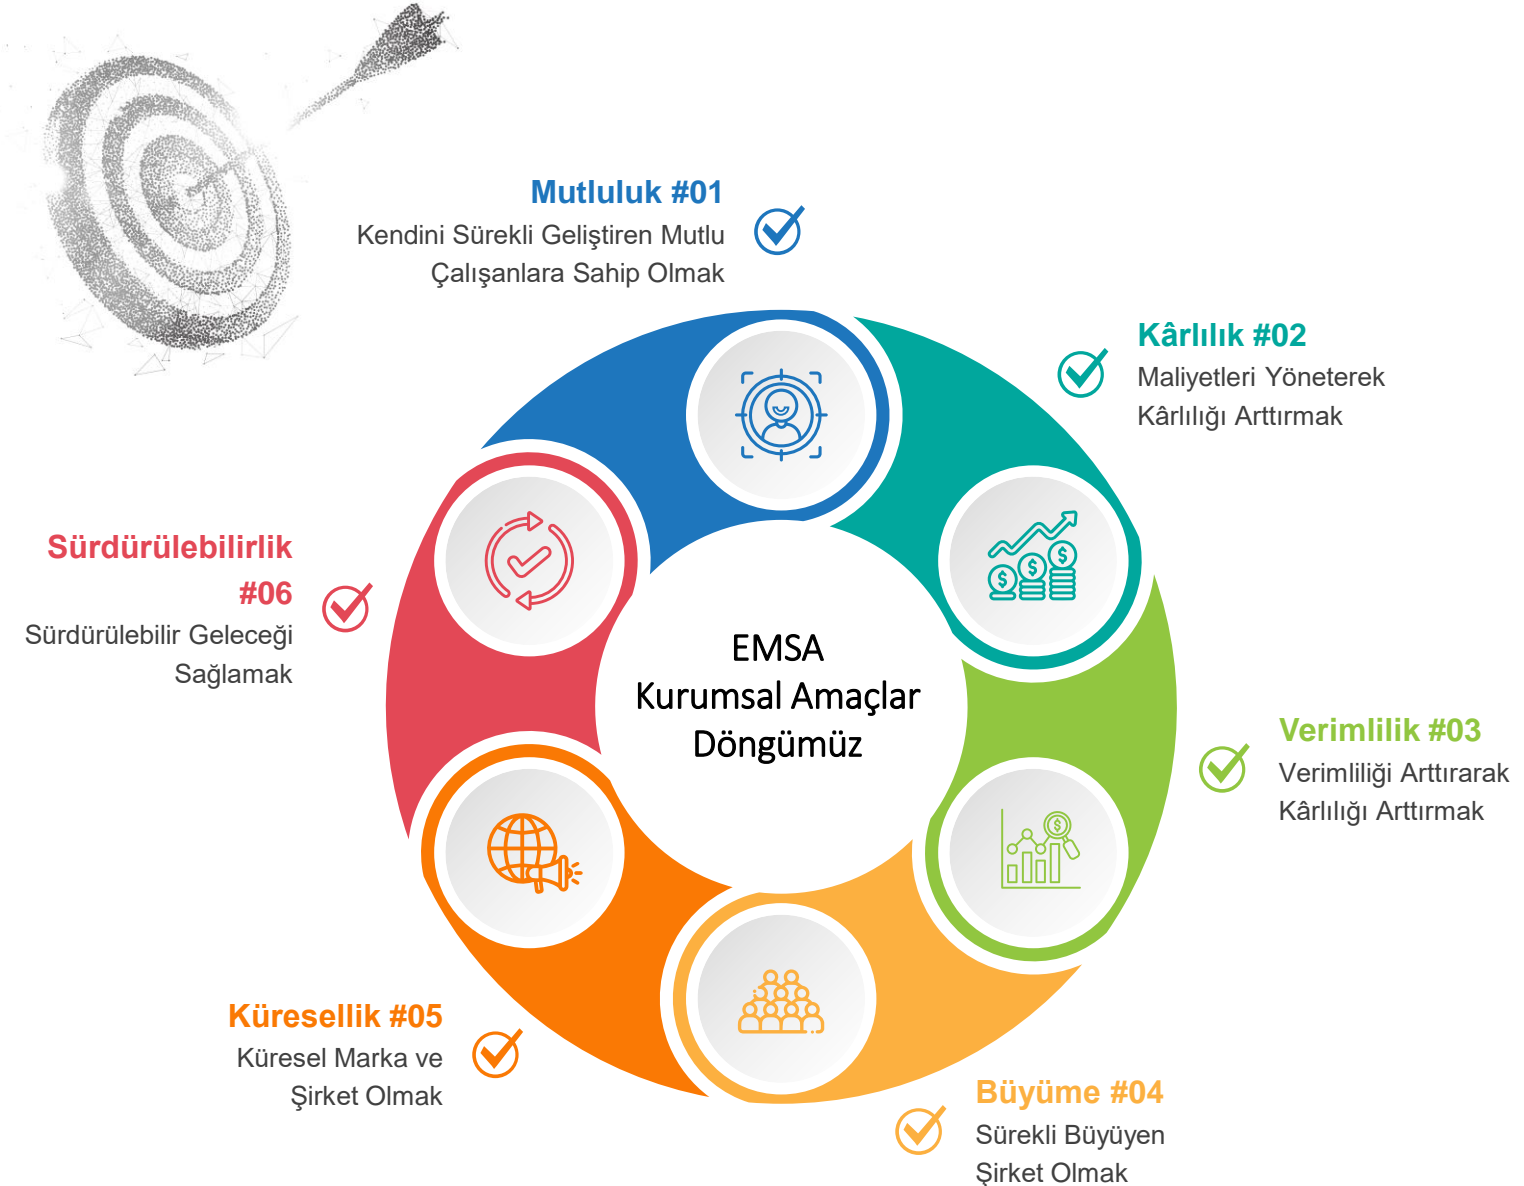 Mutluluk #01
Kendini Sürekli Geliştiren Mutlu
Çalışanlara Sahip Olmak
Kârlılık #02
Maliyetleri Yöneterek
Kârlılığı Arttırmak
Verimlilik #03
Verimliliği Arttırarak
Kârlılığı Arttırmak
Büyüme #04
Sürekli Büyüyen
Şirket Olmak
Küresellik #05
Küresel Marka ve
Şirket Olmak
Sürdürülebilirlik
#06
Sürdürülebilir Geleceği
Sağlamak
EMSA
Kurumsal Amaçlar
Döngümüz